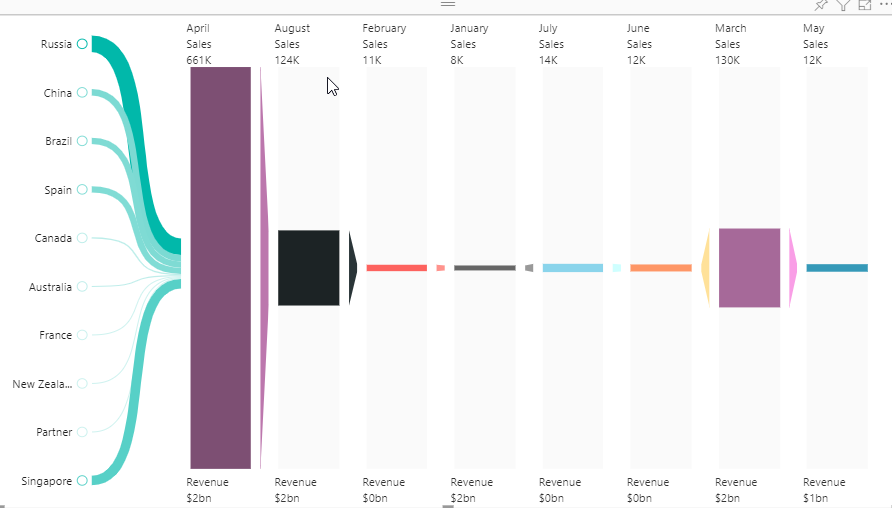 Russia
China
Brazil
Spain
Canada
Australia
France
New Zeala...
Partner
Singapore
April
Sales
661K
August
Sales
124K
February
Sales
11K
January
Sales
8K
July
Sales
14K
June
Sales
12K
March
Sales
130K
May
Sales
12K
Revenue
$2bn
Revenue
$2bn
Revenue
$0bn
Revenue
$2bn
Revenue
$0bn
Revenue
$0bn
Revenue
$2bn
Revenue
$1bn